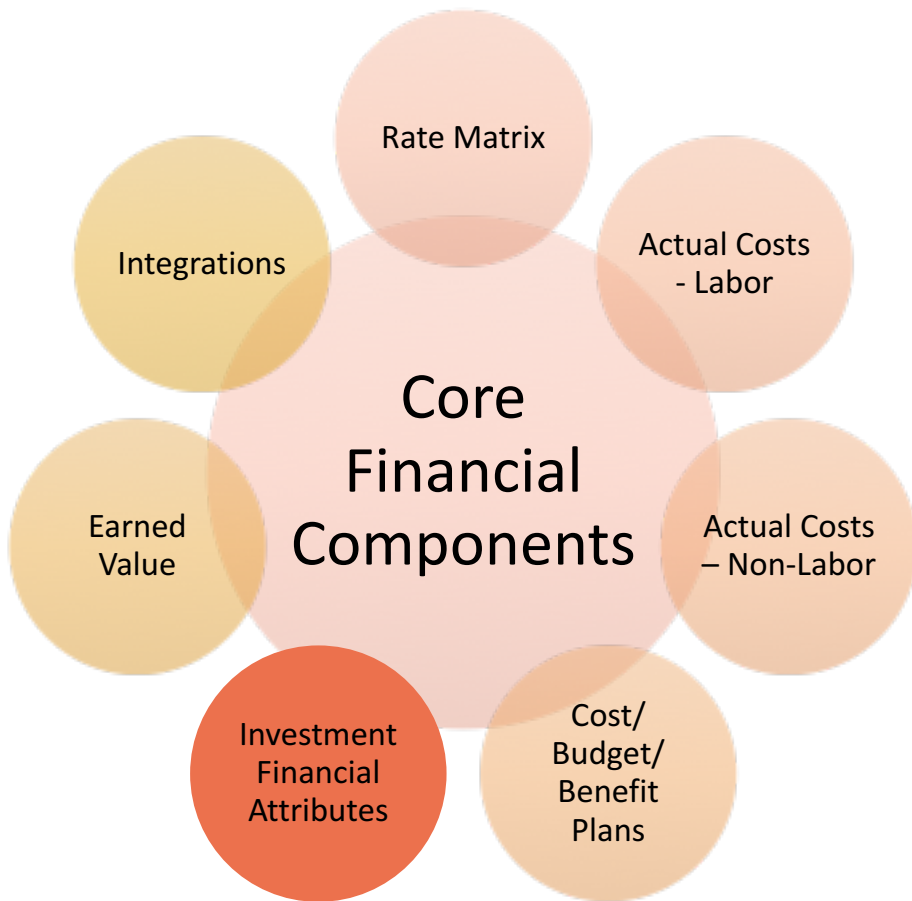 Rate Matrix
Actual Costs
- Labor
Actual Costs
– Non-Labor
Cost/
Budget/
Benefit
Plans
Investment
Financial
Attributes
Earned
Value
Integrations
Core
Financial
Components